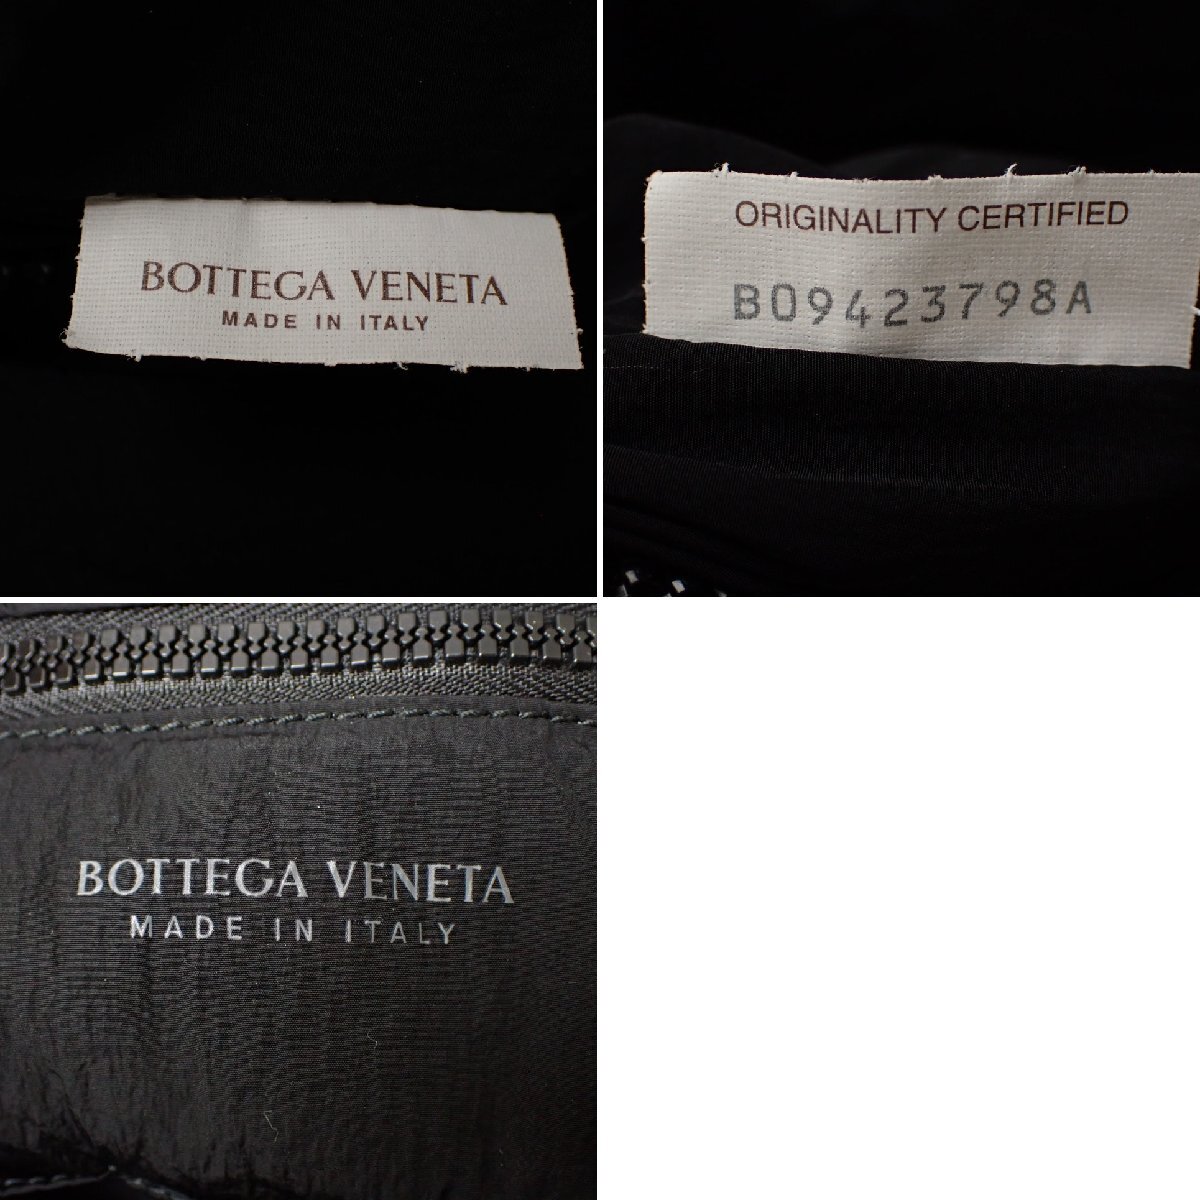 BOTTEGA VENETA
MADE IN ITALY
ORIGINALITY CERTIFIED
B09423798A
BOTTEGA VENETA
MADE IN ITALY